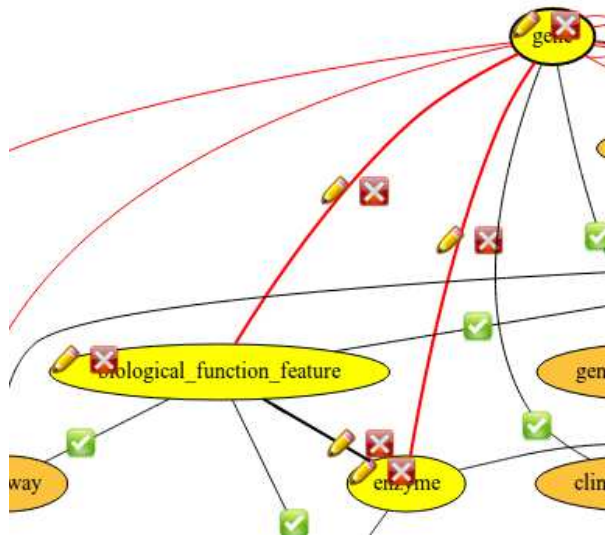 gene
biological_function_feature
gen
way
enzyme
clin